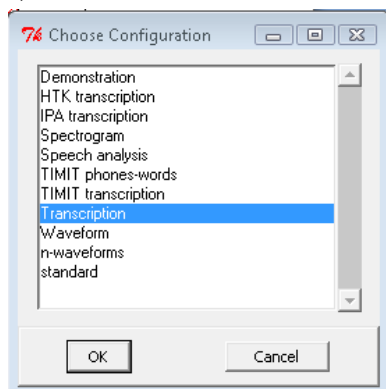 Choose Configuration
Demonstration
HTK transcription
IPA transcription
Spectrogram
Speech analysis
TIMIT phones-words
TIMIT transcription
Transcription
Waveform
n-waveforms
standard
OK
Cancel